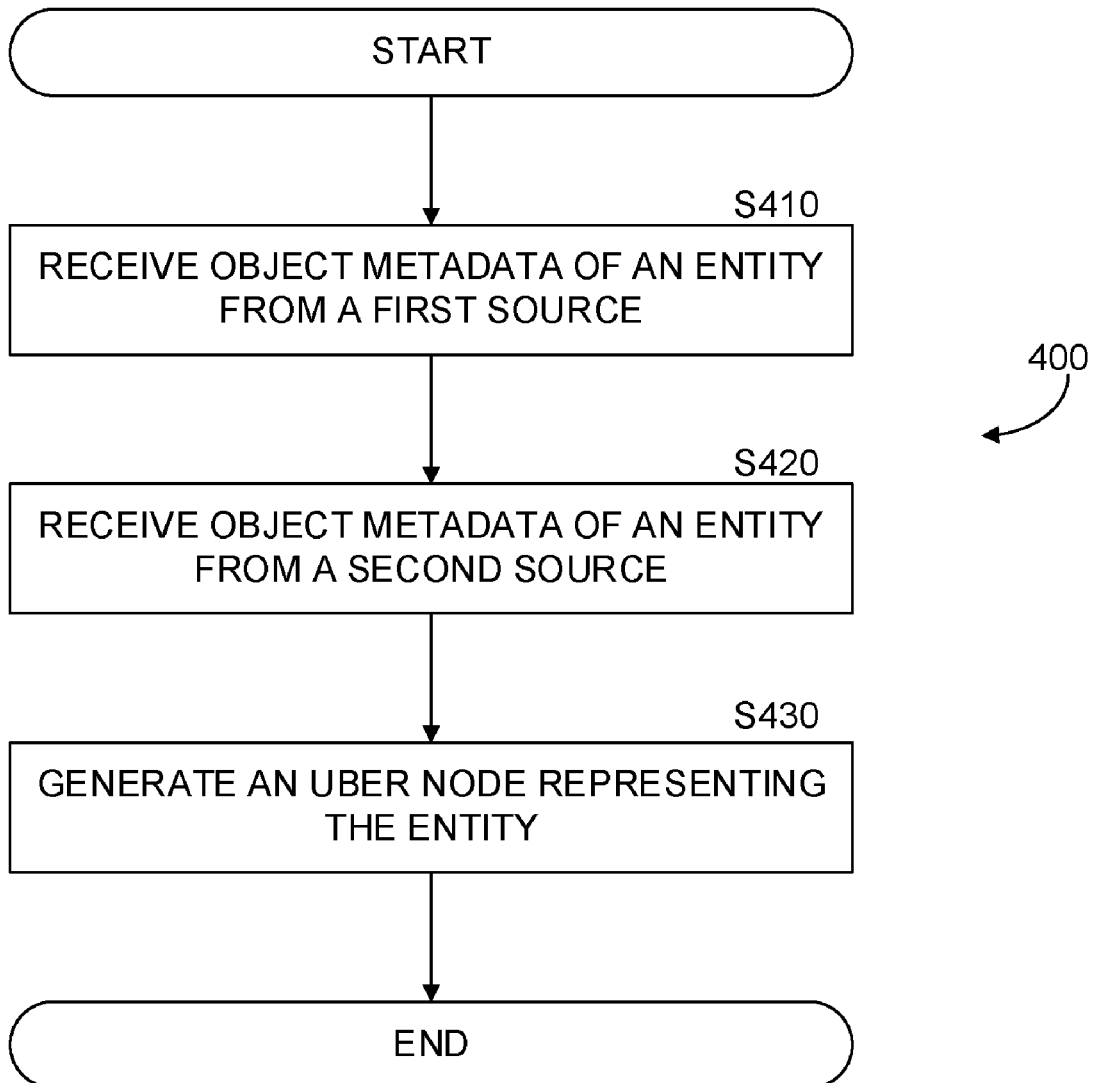 START
S410
RECEIVE OBJECT METADATA OF AN ENTITY
FROM A FIRST SOURCE
400
S420
RECEIVE OBJECT METADATA OF AN ENTITY
FROM A SECOND SOURCE
S430
GENERATE AN UBER NODE REPRESENTING
THE ENTITY
END